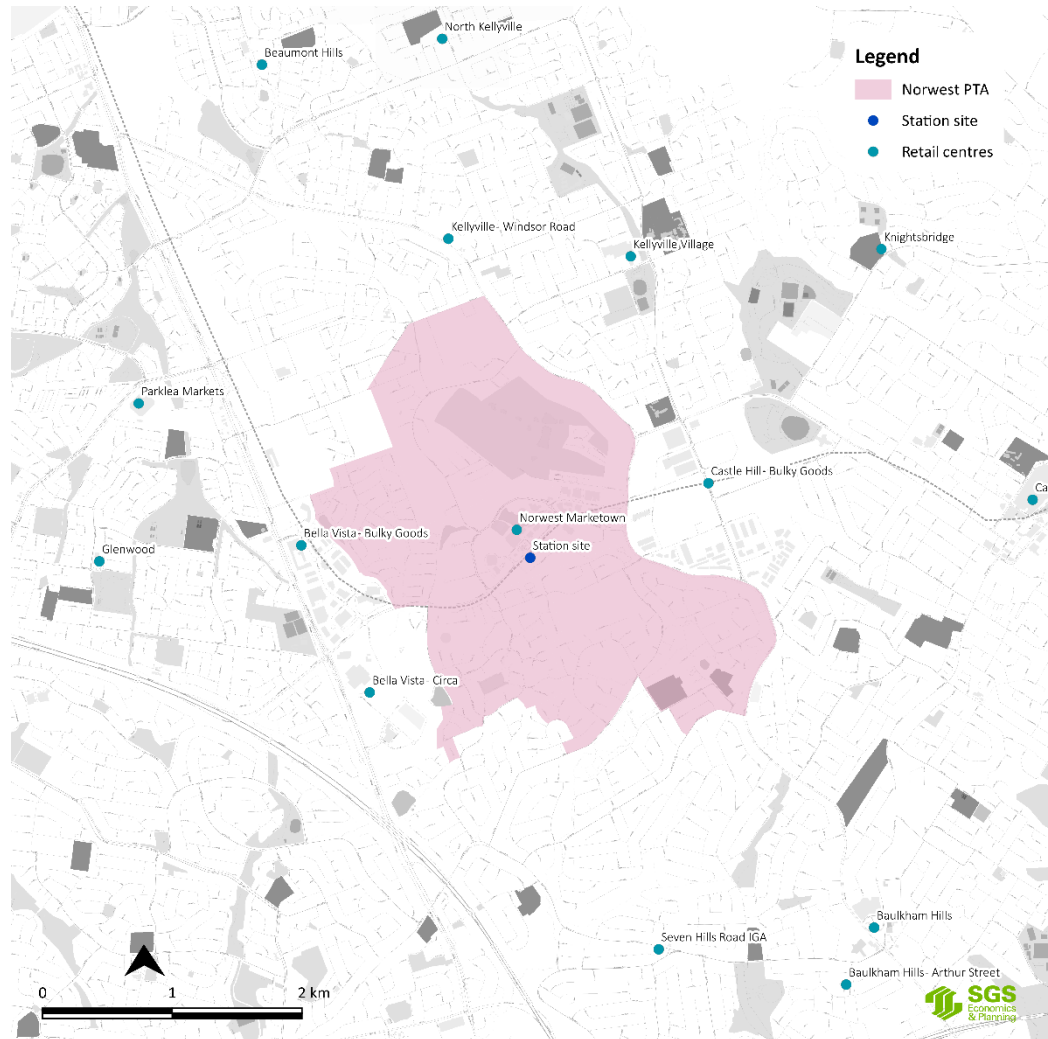 North Kellyville
Beaumont Hills
Legend
Norwest PTA
Station site
Retail centres
Kellyville - Windsor Road
Kellyville Village
Knightsbridge
Parklea Markets
Castle Hill - Bulky Goods
Ca
Norwest Marketown
Bella Vista - Bulky Goods
Station site
Glenwood
Bella Vista - Circa
Baulkham Hills
Seven Hills Road IGA
Baulkham Hills - Arthur Street
0 1 2 km
SGS
Economics
& Planning